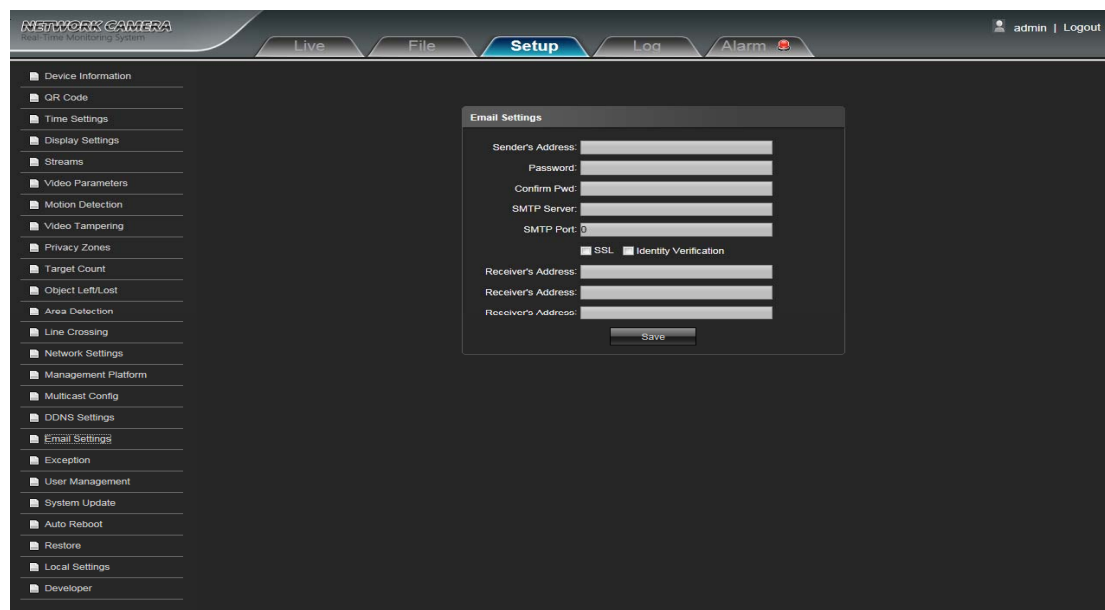 NETWORK CAMERA
Real-Time Monitoring System
Live File Setup Log Alarm
admin | Logout
Device Information
QR Code
Time Settings
Display Settings
Streams
Video Parameters
Motion Detection
Video Tampering
Privacy Zones
Target Count
Object Left/Lost
Area Detection
Line Crossing
Network Settings
Management Platform
Multicast Config
DDNS Settings
Email Settings
Exception
User Management
System Update
Auto Reboot
Restore
Local Settings
Developer
Email Settings
Sender's Address:
Password:
Confirm Pwd:
SMTP Server:
SMTP Port: 0
SSL Identity Verification
Receiver's Address:
Receiver's Address:
Receiver's Address:
Save